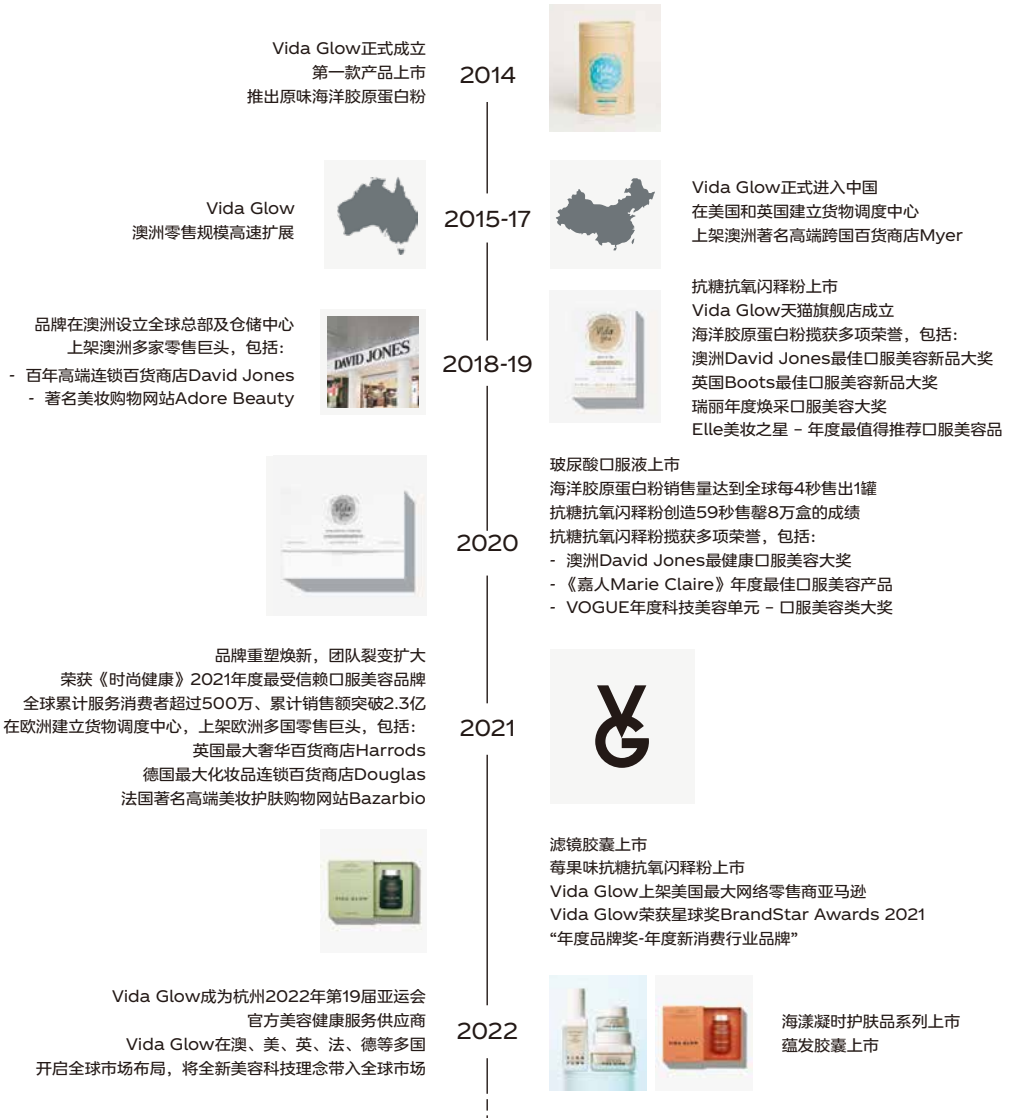 Vida Glow正式成立
第一款产品上市
推出原味海洋胶原蛋白粉
2014
Vida Glow
澳洲零售规模高速扩展
2015-17
Vida Glow正式进入中国
在美国和英国建立货物调度中心
上架澳洲著名高端跨国百货商店Myer
品牌在澳洲设立全球总部及仓储中心
上架澳洲多家零售巨头，包括：
- 百年高端连锁百货商店David Jones
- 著名美妆购物网站Adore Beauty
DAVID JONES
2018-19
抗糖抗氧闪释粉上市
Vida Glow天猫旗舰店成立
海洋胶原蛋白粉揽获多项荣誉，包括：
澳洲David Jones最佳口服美容新品大奖
英国Boots最佳口服美容新品大奖
瑞丽年度焕采口服美容大奖
Elle美妆之星 – 年度最值得推荐口服美容品
2020
玻尿酸口服液上市
海洋胶原蛋白粉销售量达到全球每4秒售出1罐
抗糖抗氧闪释粉创造59秒售罄8万盒的成绩
抗糖抗氧闪释粉揽获多项荣誉，包括：
- 澳洲David Jones最健康口服美容大奖
- 《嘉人Marie Claire》年度最佳口服美容产品
- VOGUE年度科技美容单元 – 口服美容类大奖
品牌重塑焕新，团队裂变扩大
荣获《时尚健康》2021年度最受信赖口服美容品牌
全球累计服务消费者超过500万、累计销售额突破2.3亿
在欧洲建立货物调度中心，上架欧洲多国零售巨头，包括：
英国最大奢华百货商店Harrods
德国最大化妆品连锁百货商店Douglas
法国著名高端美妆护肤购物网站Bazarbio
2021
VG
VIDA GLOW
滤镜胶囊上市
莓果味抗糖抗氧闪释粉上市
Vida Glow上架美国最大网络零售商亚马逊
Vida Glow荣获星球奖BrandStar Awards 2021
“年度品牌奖-年度新消费行业品牌”
Vida Glow成为杭州2022年第19届亚运会
官方美容健康服务供应商
Vida Glow在澳、美、英、法、德等多国
开启全球市场布局，将全新美容科技理念带入全球市场
2022
VIDA GLOW
VIDA GLOW
海漾凝时护肤品系列上市
蕴发胶囊上市